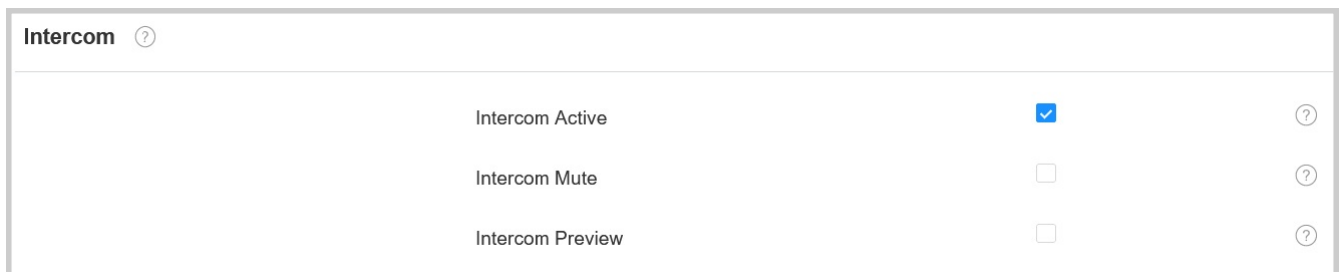 Intercom ?
Intercom Active ?
Intercom Mute ?
Intercom Preview ?